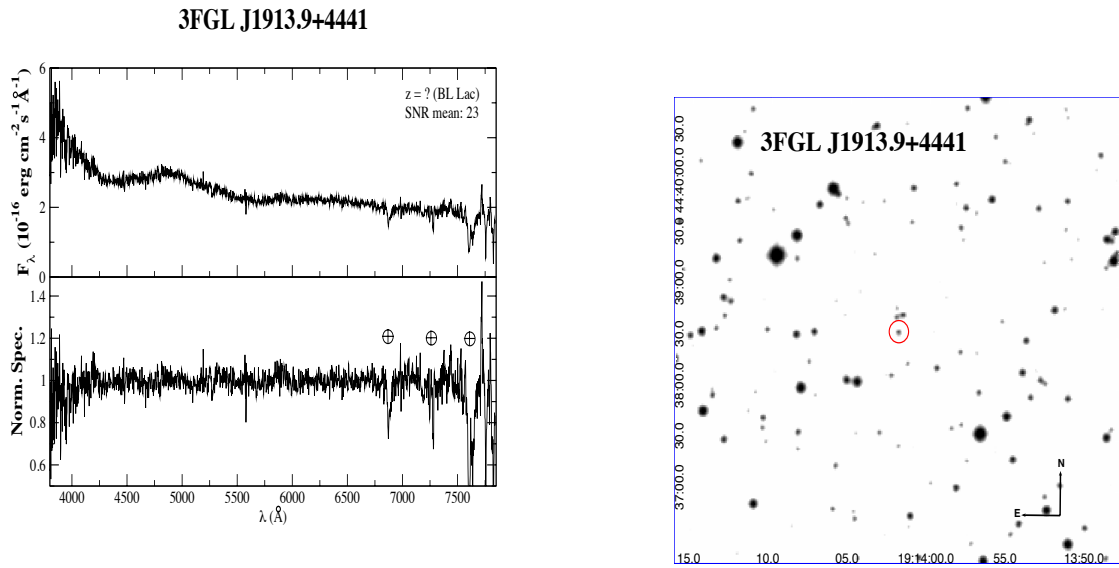 3FGL J1913.9+4441
z = ? (BL Lac)
SNR mean: 23
F_λ (10^-16 erg cm^-2 s^-1 Å^-1)
6
4
2
0
Norm. Spec.
1.4
1.2
1
0.8
0.6
4000 4500 5000 5500 6000 6500 7000 7500
λ (Å)
3FGL J1913.9+4441
30.0
44:40:00.0
30.0
39:00.0
30.0
38:00.0
30.0
37:00.0
N
E
15.0 10.0 05.0 19:14:00.0 55.0 13:50.0